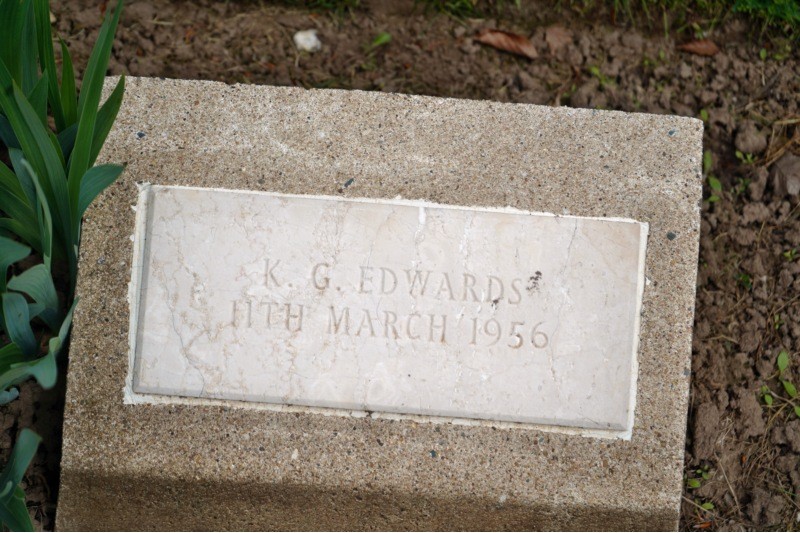 K. G. EDWARDS
11TH MARCH 1956